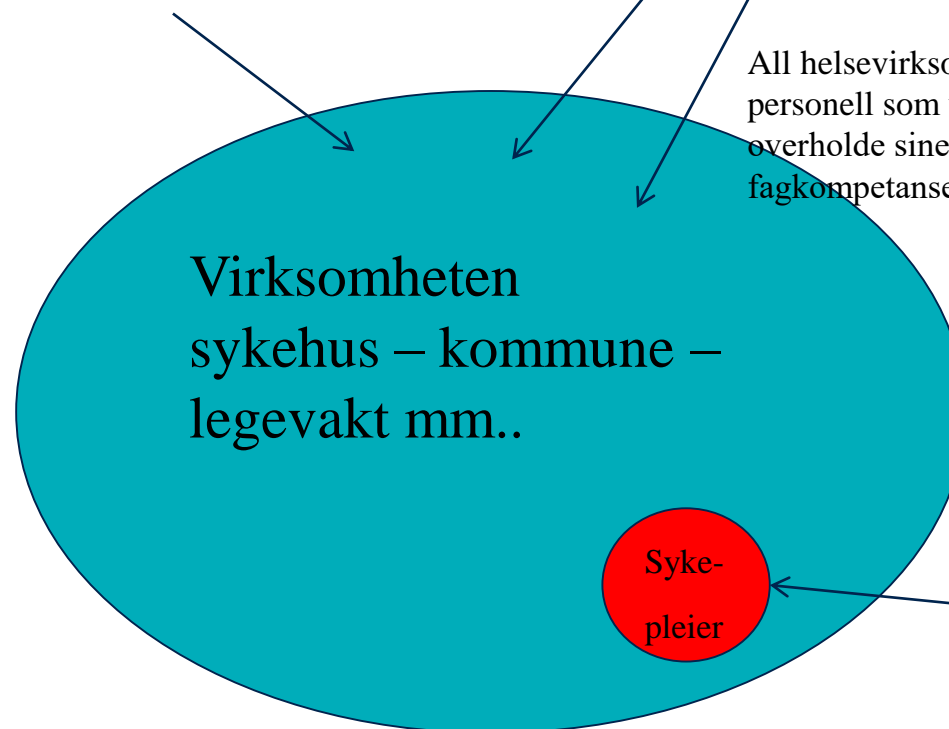 All helsevirkso
personell som
overholde sine
fagkompetanse
Virksomheten
sykehus – kommune –
legevakt mm..
Syke-
pleier